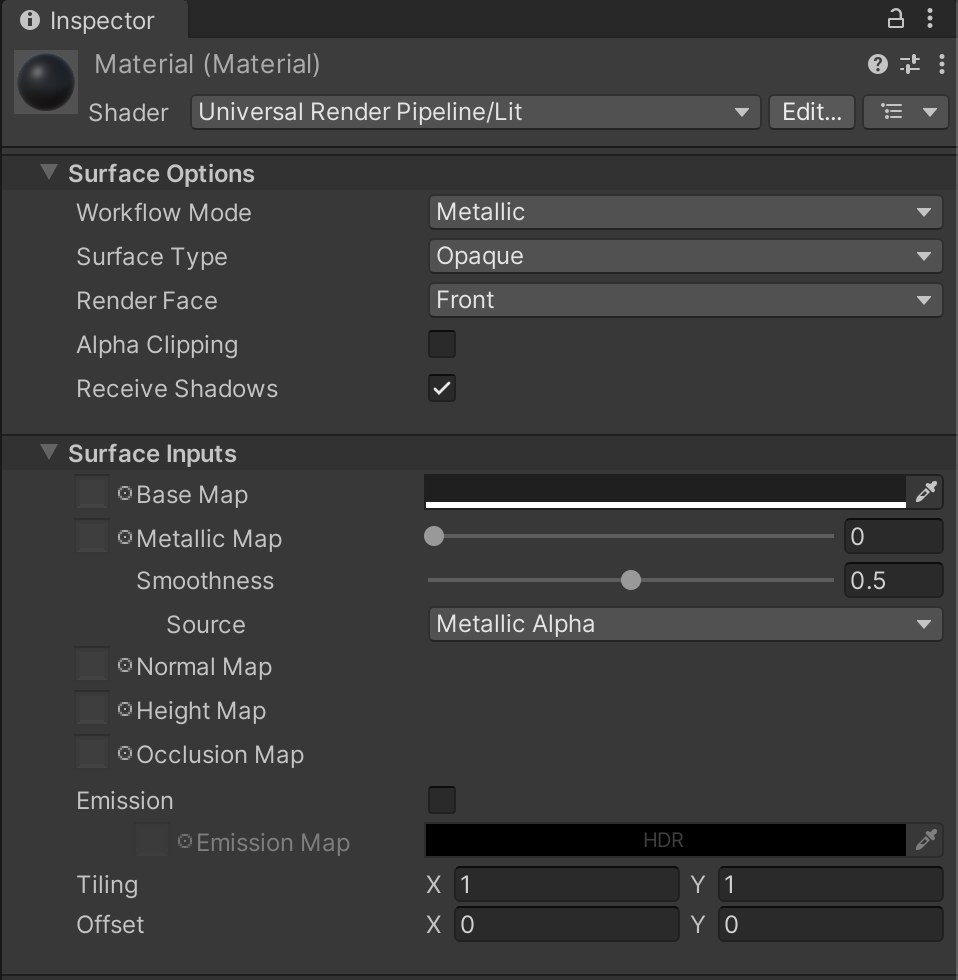 Inspector
Material (Material)
Shader Universal Render Pipeline/Lit Edit...
Surface Options
Workflow Mode Metallic
Surface Type Opaque
Render Face Front
Alpha Clipping
Receive Shadows
Surface Inputs
Base Map
Metallic Map 0
Smoothness 0.5
Source Metallic Alpha
Normal Map
Height Map
Occlusion Map
Emission
Emission Map HDR
Tiling X 1 Y 1
Offset X 0 Y 0